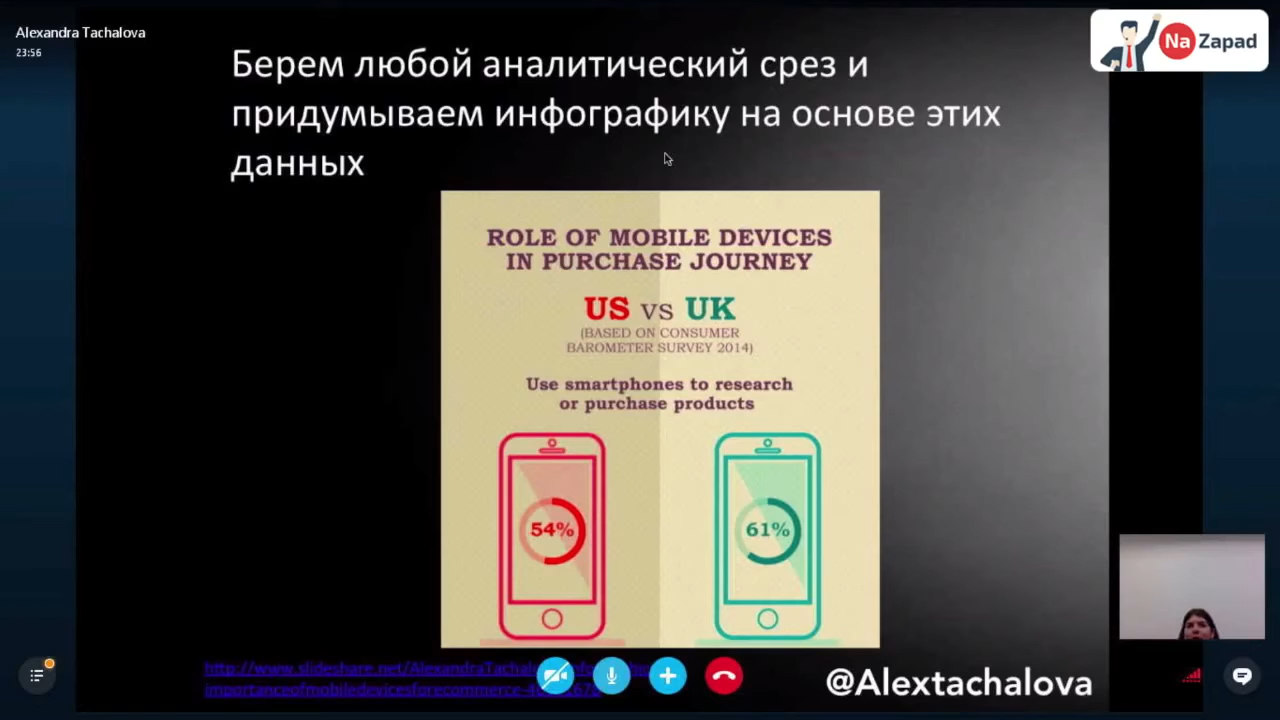 Alexandra Tachalova
23:56
Na Zapad
Берем любой аналитический срез и
придумываем инфографику на основе этих
данных
ROLE OF MOBILE DEVICES
IN PURCHASE JOURNEY
US VS UK
(BASED ON CONSUMER
BAROMETER SURVEY 2014)
Use smartphones to research
or purchase products
54%
61%
@Alextachalova